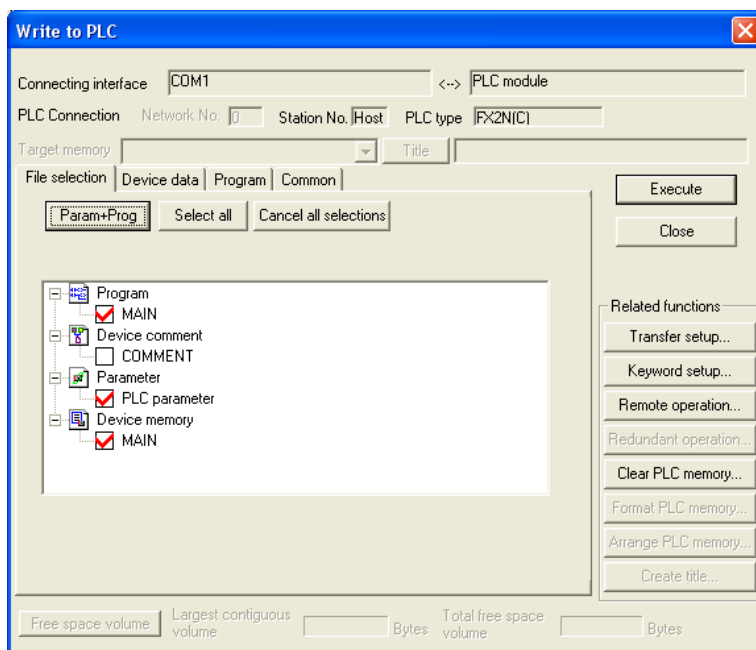 Write to PLC
Connecting interface COM1 <--> PLC module
PLC Connection Network No. 0 Station No. Host PLC type FX2N(C)
Target memory Title
File selection Device data Program Common
Execute
Param+Prog Select all Cancel all selections
Close
Program
MAIN
Device comment
COMMENT
Parameter
PLC parameter
Device memory
MAIN
Related functions
Transfer setup...
Keyword setup...
Remote operation...
Redundant operation...
Clear PLC memory...
Format PLC memory...
Arrange PLC memory...
Create title...
Free space volume Largest contiguous volume Bytes Total free space volume Bytes